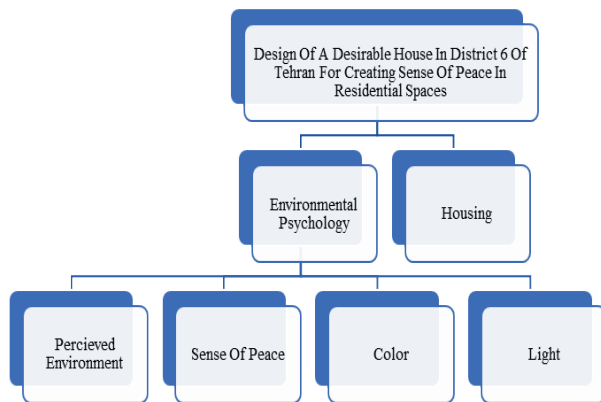 Design Of A Desirable House In District 6 Of
Tehran For Creating Sense Of Peace In
Residential Spaces
Environmental
Psychology
Housing
Percieved
Environment
Sense Of Peace
Color
Light